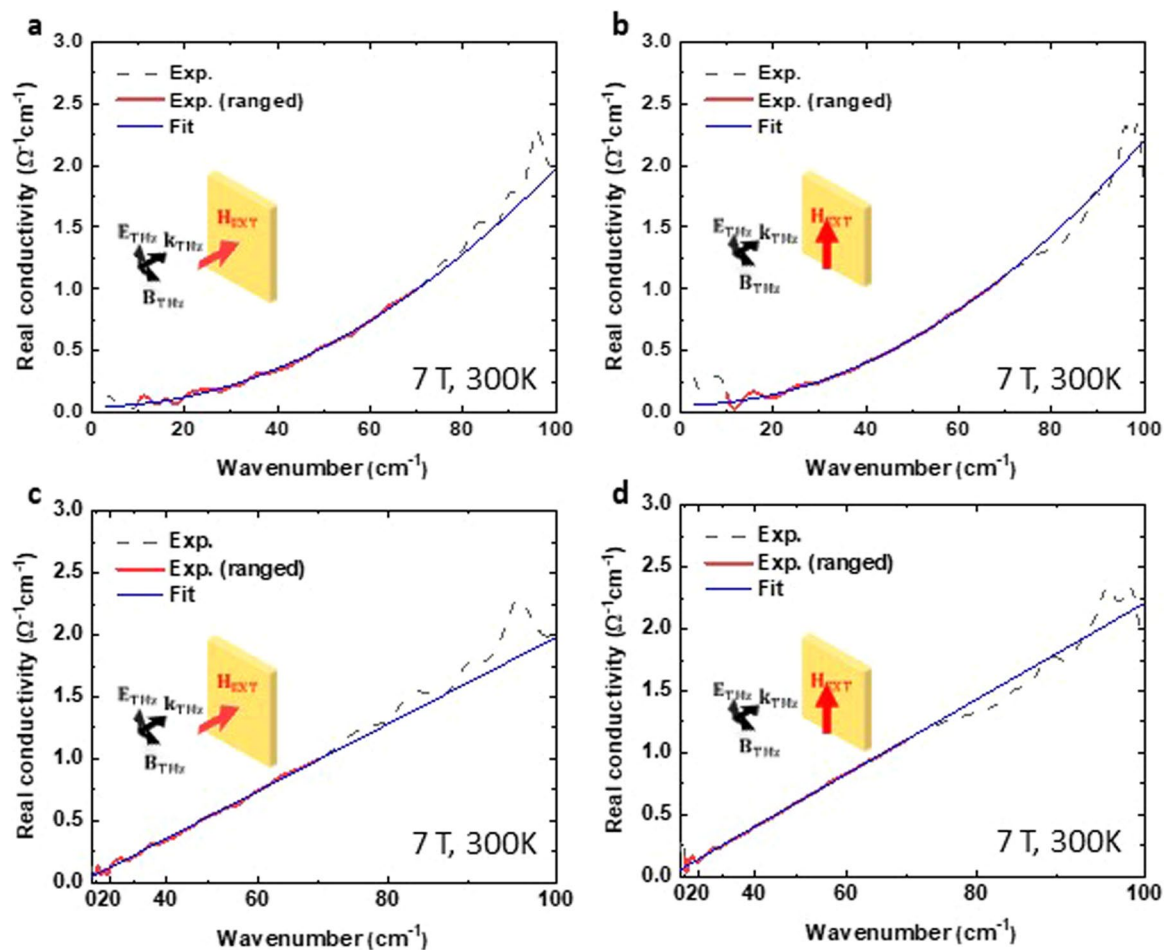 a
3.0
2.5
2.0
1.5
1.0
0.5
0.0
Real conductivity (Ω⁻¹cm⁻¹)
Exp.
Exp. (ranged)
Fit
E_THz
k_THz
B_THz
H_EXT
7 T, 300K
0 20 40 60 80 100
Wavenumber (cm⁻¹)
b
3.0
2.5
2.0
1.5
1.0
0.5
0.0
Real conductivity (Ω⁻¹cm⁻¹)
Exp.
Exp. (ranged)
Fit
E_THz
k_THz
B_THz
H_EXT
7 T, 300K
0 20 40 60 80 100
Wavenumber (cm⁻¹)
c
3.0
2.5
2.0
1.5
1.0
0.5
0.0
Real conductivity (Ω⁻¹cm⁻¹)
Exp.
Exp. (ranged)
Fit
E_THz
k_THz
B_THz
H_EXT
7 T, 300K
0 20 40 60 80 100
Wavenumber (cm⁻¹)
d
3.0
2.5
2.0
1.5
1.0
0.5
0.0
Real conductivity (Ω⁻¹cm⁻¹)
Exp.
Exp. (ranged)
Fit
E_THz
k_THz
B_THz
H_EXT
7 T, 300K
0 20 40 60 80 100
Wavenumber (cm⁻¹)